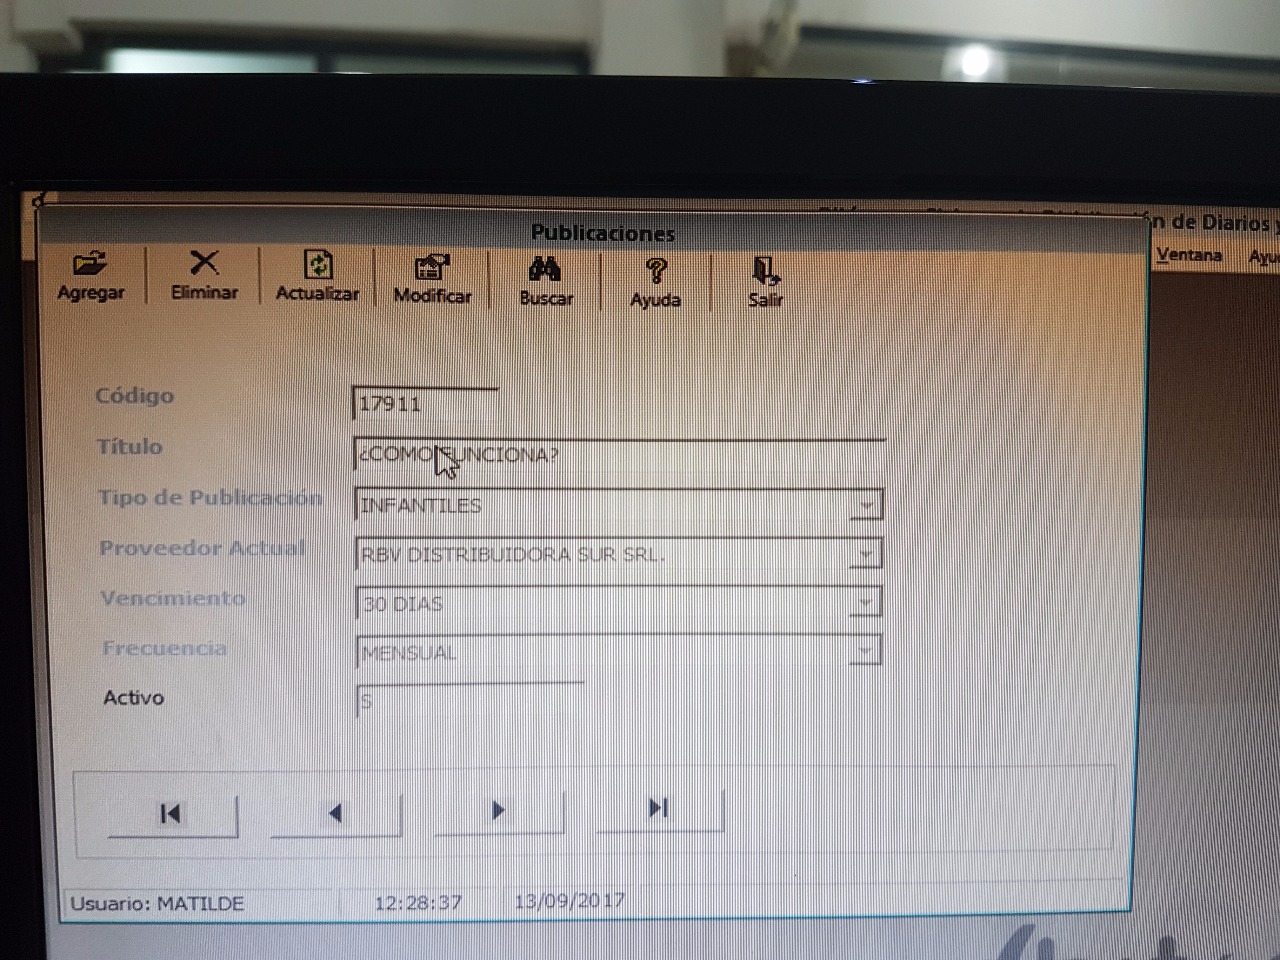 n de Diarios y
Publicaciones
Ventana
Agregar
Eliminar
Actualizar
Modificar
Buscar
Ayuda
Salir
Código 17911
Título ¿COMO FUNCIONA?
Tipo de Publicación INFANTILES
Proveedor Actual RBV DISTRIBUIDORA SUR SRL.
Vencimiento 30 DIAS
Frecuencia MENSUAL
Activo S
Usuario: MATILDE 12:28:37 13/09/2017